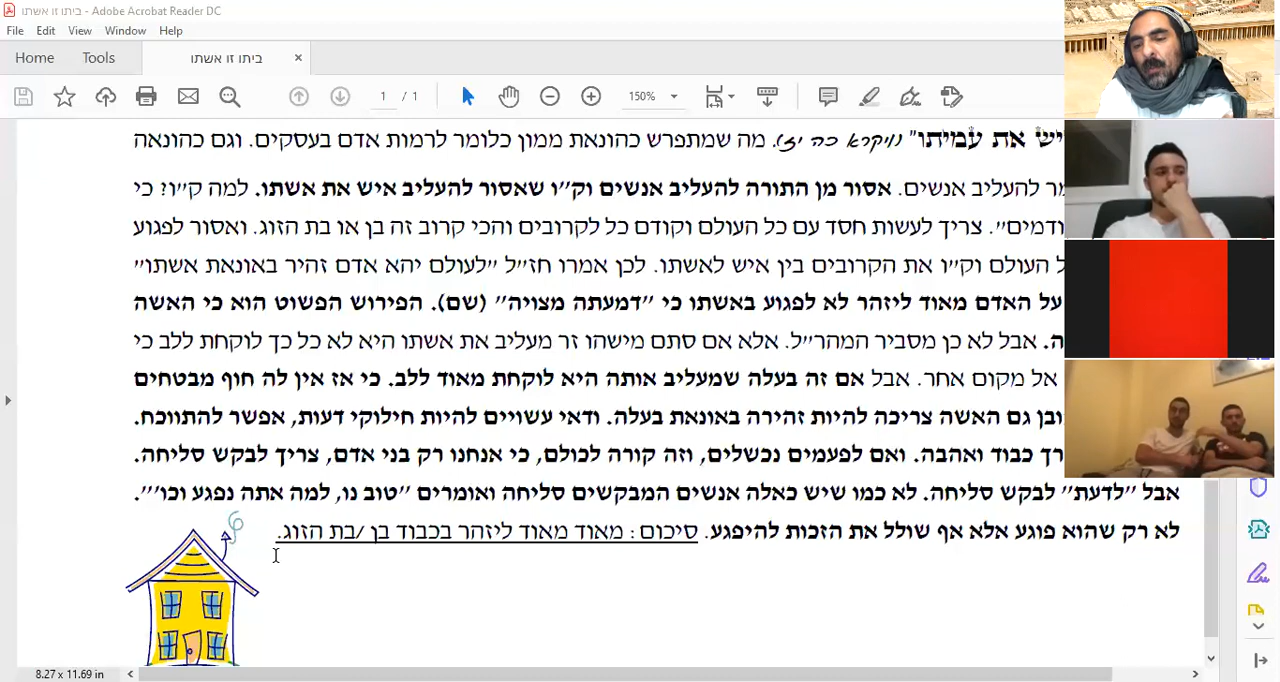 ביתו זו אשתו - Adobe Acrobat Reader DC
File Edit View Window Help
Home Tools ביתו זו אשתו ×
1 / 1 150%
יש את עמיתו" (ויקרא כה יז). מה שמתפרש כהונאת ממון כלומר לרמות אדם בעסקים. וגם כהונאה
מר להעליב אנשים. אסור מן התורה להעליב אנשים וק"ו שאסור להעליב איש את אשתו. למה ק"ו? כי
ודמים". צריך לעשות חסד עם כל העולם וקודם כל לקרובים והכי קרוב זה בן או בת הזוג. ואסור לפגוע
ל העולם וק"ו את הקרובים בין איש לאשתו. לכן אמרו חז"ל "לעולם יהא אדם זהיר באונאת אשתו"
על האדם מאוד ליזהר לא לפגוע באשתו כי "דמעתה מצויה" (שם). הפירוש הפשוט הוא כי האשה
ה. אבל לא כן מסביר המהר"ל. אלא אם סתם מישהו זר מעליב את אשתו היא לא כל כך לוקחת ללב כי
אל מקום אחר. אבל אם זה בעלה שמעליב אותה היא לוקחת מאוד ללב. כי אז אין לה חוף מבטחים
ובן גם האשה צריכה להיות זהירה באונאת בעלה. ודאי עשויים להיות חילוקי דעות, אפשר להתווכח.
רך כבוד ואהבה. ואם לפעמים נכשלים, וזה קורה לכולם, כי אנחנו רק בני אדם, צריך לבקש סליחה.
אבל "לדעת" לבקש סליחה. לא כמו שיש כאלה אנשים המבקשים סליחה ואומרים "טוב נו, למה אתה נפגע וכו'".
לא רק שהוא פוגע אלא אף שולל את הזכות להיפגע. סיכום: מאוד מאוד ליזהר בכבוד בן /בת הזוג.
8.27 x 11.69 in